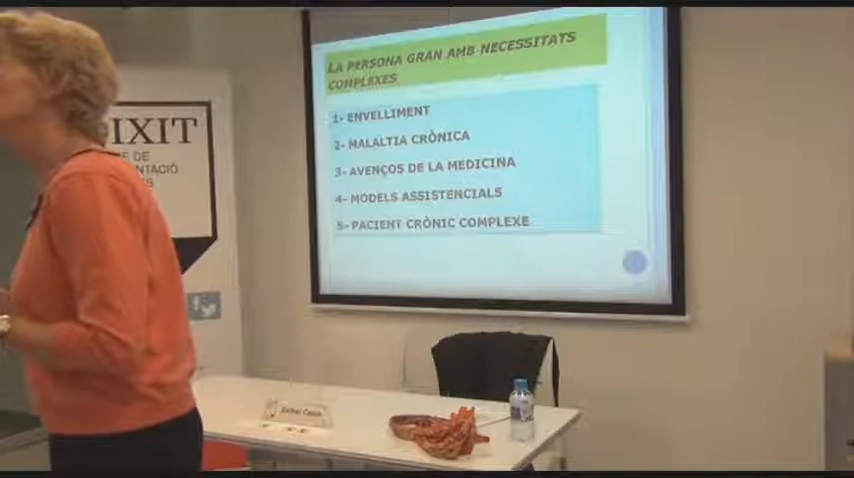 LA PERSONA GRAN AMB NECESSITATS
COMPLEXES
1- ENVELLIMENT
2- MALALTIA CRÒNICA
3- AVENÇOS DE LA MEDICINA
4- MODELS ASSISTENCIALS
5- PACIENT CRÒNIC COMPLEXE
IXIT
DE
NTACIÓ